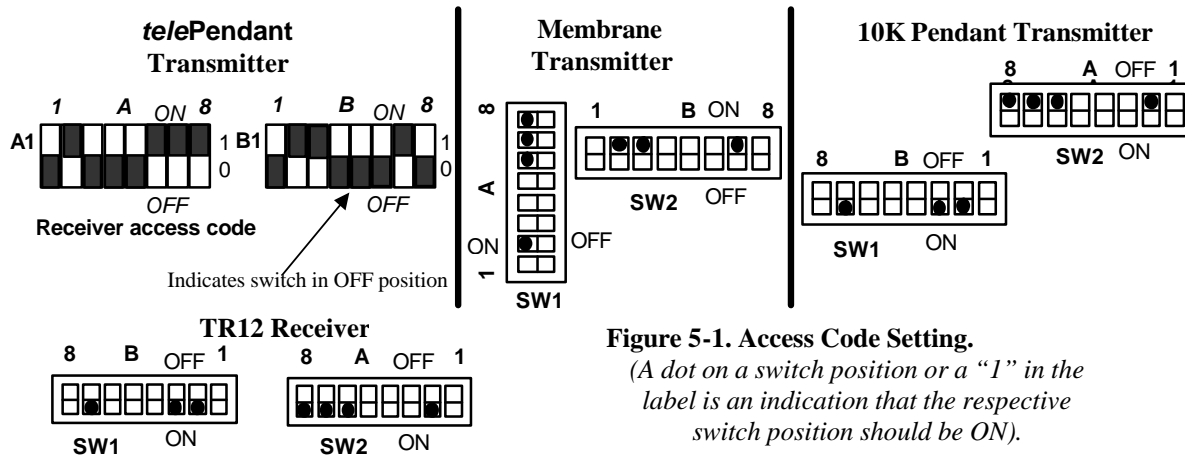 telePendant
Transmitter
1 A ON 8
A1 1
0
OFF
1 B ON 8
B1 1
0
OFF
Receiver access code
Indicates switch in OFF position
Membrane
Transmitter
8
A
ON OFF
1
SW1
1 B ON 8
SW2 OFF
10K Pendant Transmitter
8 A OFF 1
SW2 ON
8 B OFF 1
SW1 ON
TR12 Receiver
8 B OFF 1
SW1 ON
8 A OFF 1
SW2 ON
Figure 5-1. Access Code Setting.
(A dot on a switch position or a “1” in the
label is an indication that the respective
switch position should be ON).